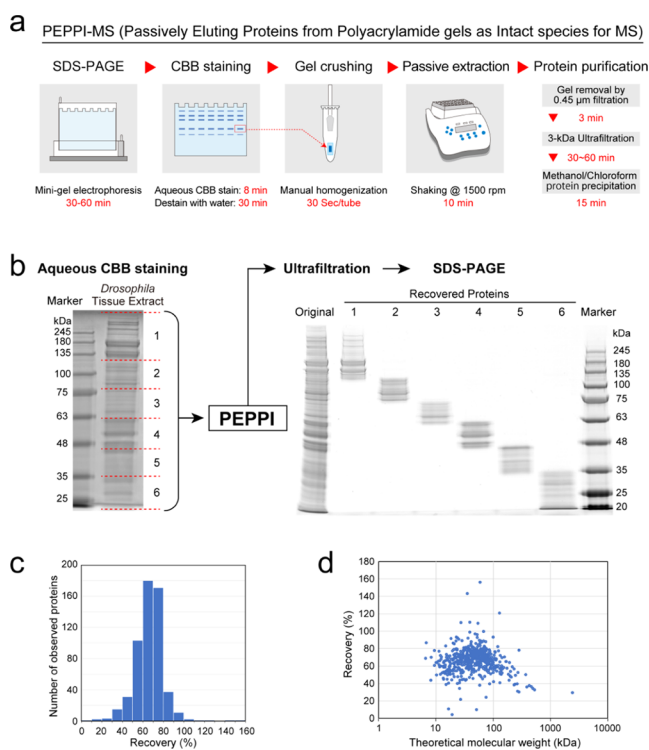 a
PEPPI-MS (Passively Eluting Proteins from Polyacrylamide gels as Intact species for MS)
SDS-PAGE
CBB staining
Gel crushing
Passive extraction
Protein purification
Gel removal by
0.45 µm filtration
3 min
3-kDa Ultrafiltration
30~60 min
Methanol/Chloroform
protein precipitation
15 min
Mini-gel electrophoresis
30-60 min
Aqueous CBB stain: 8 min
Destain with water: 30 min
Manual homogenization
30 Sec/tube
Shaking @ 1500 rpm
10 min
b
Aqueous CBB staining
Ultrafiltration
SDS-PAGE
Drosophila
Marker
Tissue Extract
kDa
245
180
135
100
75
63
48
35
25
1
2
3
4
5
6
PEPPI
Recovered Proteins
Original
1
2
3
4
5
6
Marker
kDa
245
180
135
100
75
63
48
35
25
20
c
Number of observed proteins
200
160
120
80
40
0
0
20
40
60
80
100
120
140
160
Recovery (%)
d
Recovery (%)
180
160
140
120
100
80
60
40
20
0
1
10
100
1000
10000
Theoretical molecular weight (kDa)